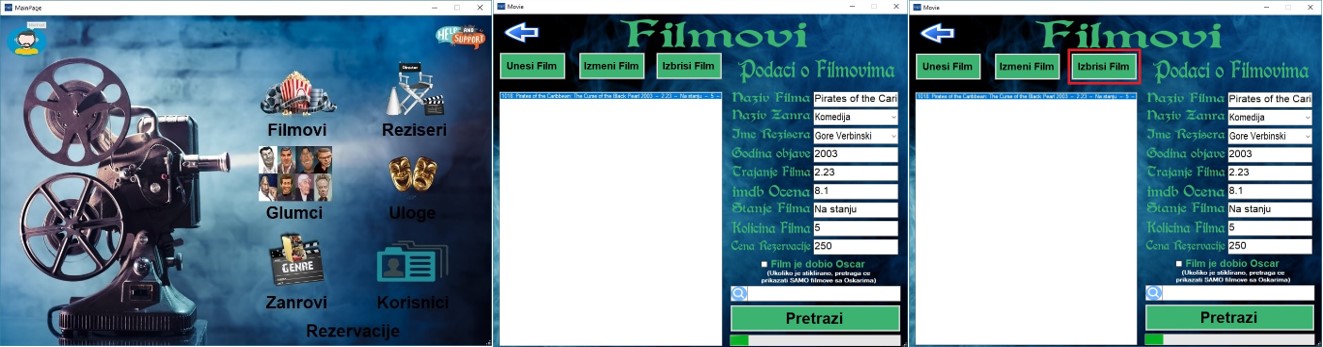 MainPage
HELP AND SUPPORT
Director
Filmovi
Reziseri
Glumci
Uloge
GENRE
Zanrovi
Korisnici
Rezervacije
Movie
Filmovi
Unesi Film
Izmeni Film
Izbrisi Film
Podaci o Filmovima
1018. Pirates of the Caribbean: The Curse of the Black Pearl 2003 -- 2.23 -- Na stanju -- 5 --
Naziv Filma Pirates of the Cari
Naziv Zanra Komedija
Ime Rezisera Gore Verbinski
Godina objave 2003
Trajanje Filma 2.23
imdb Ocena 8.1
Stanje Filma Na stanju
Kolicina Filma 5
Cena Rezervacije 250
Film je dobio Oscar
(Ukoliko je stiklirano, pretraga ce
prikazati SAMO filmove sa Oskarima)
Pretrazi
Movie
Filmovi
Unesi Film
Izmeni Film
Izbrisi Film
Podaci o Filmovima
1018. Pirates of the Caribbean: The Curse of the Black Pearl 2003 -- 2.23 -- Na stanju -- 5 --
Naziv Filma Pirates of the Cari
Naziv Zanra Komedija
Ime Rezisera Gore Verbinski
Godina objave 2003
Trajanje Filma 2.23
imdb Ocena 8.1
Stanje Filma Na stanju
Kolicina Filma 5
Cena Rezervacije 250
Film je dobio Oscar
(Ukoliko je stiklirano, pretraga ce
prikazati SAMO filmove sa Oskarima)
Pretrazi